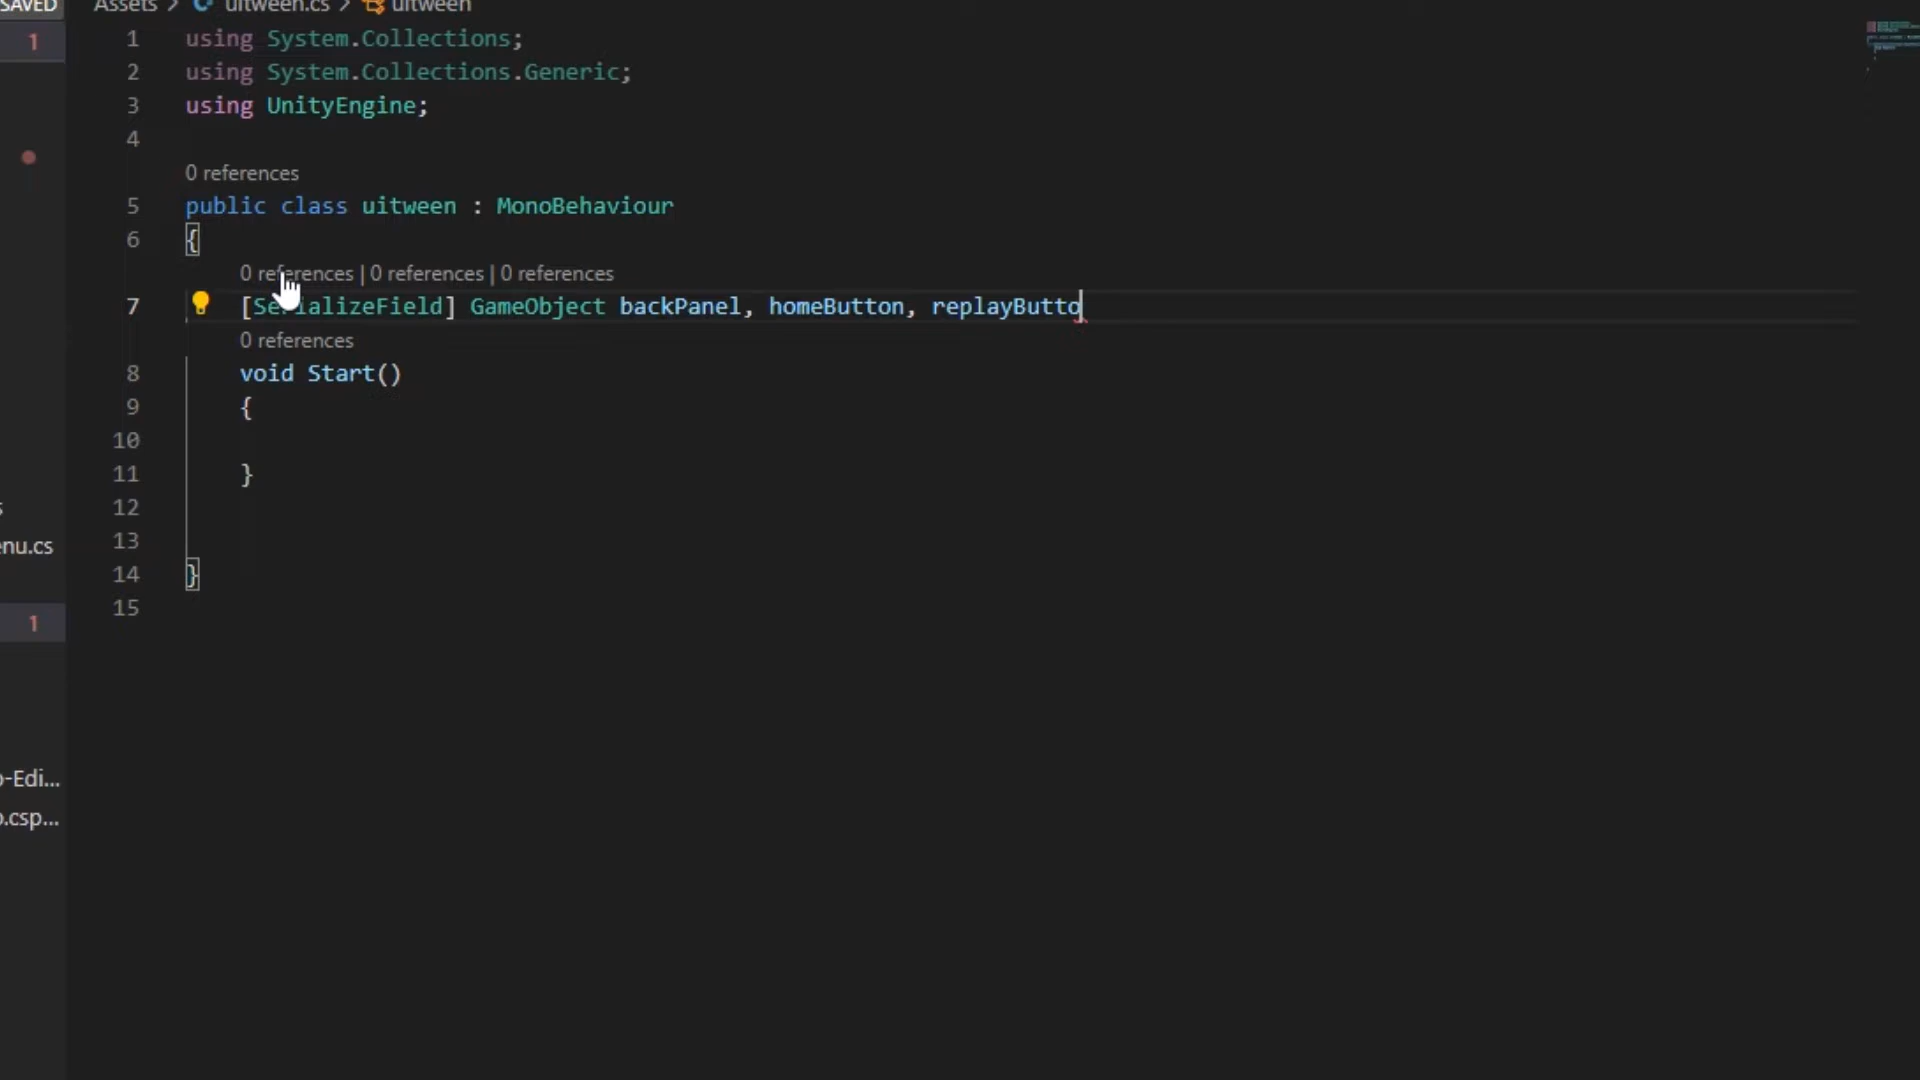 SAVED Assets > uitween.cs > uitween
1 1 using System.Collections;
2 using System.Collections.Generic;
3 using UnityEngine;
4
0 references
5 public class uitween : MonoBehaviour
6 {
0 references | 0 references | 0 references
7 [SerializeField] GameObject backPanel, homeButton, replayButto
0 references
8 void Start()
9 {
10
11 }
12
s
13
enu.cs
14 }
15
1
o-Edi...
o.csp...